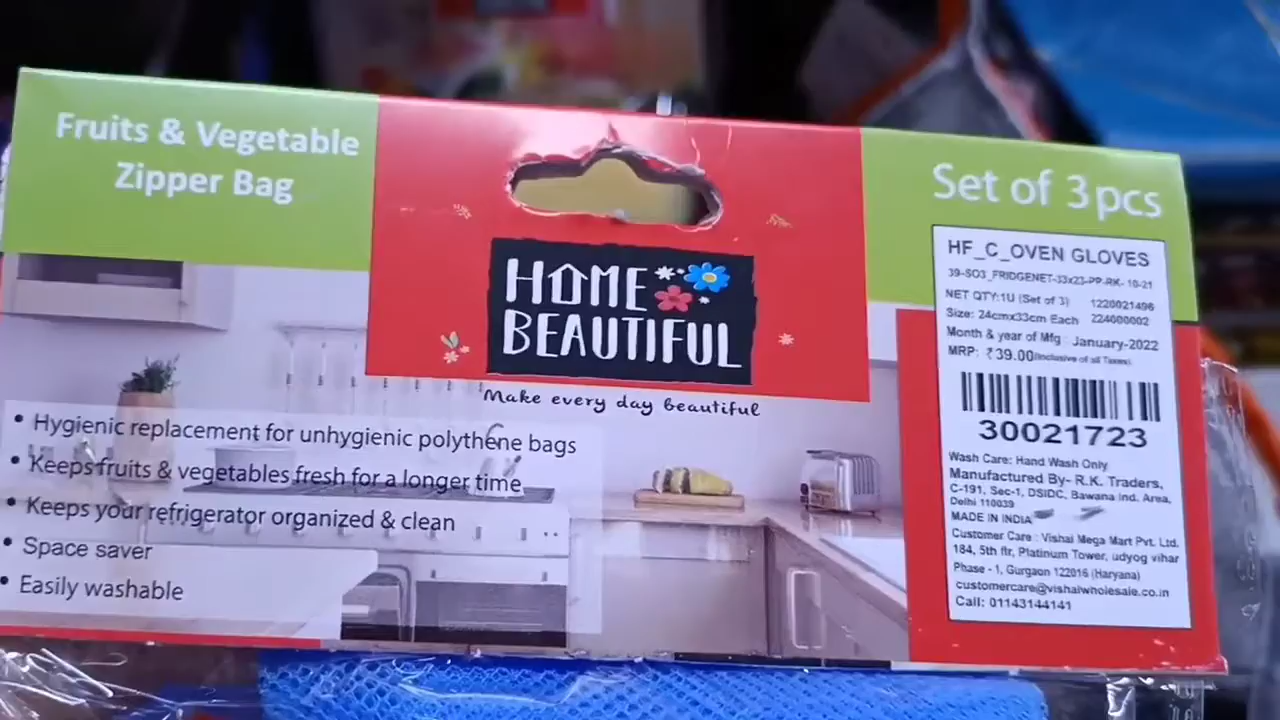 Fruits & Vegetable
Zipper Bag
HOME
BEAUTIFUL
Make every day beautiful
• Hygienic replacement for unhygienic polythene bags
• Keeps fruits & vegetables fresh for a longer time
• Keeps your refrigerator organized & clean
• Space saver
• Easily washable
Set of 3 pcs
HF_C_OVEN GLOVES
39-SO3_FRIDGENET-33x23-PP-RK- 10-21
NET QTY:1U (Set of 3) 1220021496
Size: 24cmx33cm Each 224000002
Month & year of Mfg : January-2022
MRP: ₹39.00(Inclusive of all Taxes)
30021723
Wash Care: Hand Wash Only
Manufactured By- R.K. Traders,
C-191, Sec-1, DSIDC, Bawana Ind. Area,
Delhi 110039
MADE IN INDIA
Customer Care : Vishal Mega Mart Pvt. Ltd.
184, 5th flr, Platinum Tower, udyog vihar
Phase - 1, Gurgaon 122016 (Haryana)
customercare@vishalwholesale.co.in
Call: 01143144141